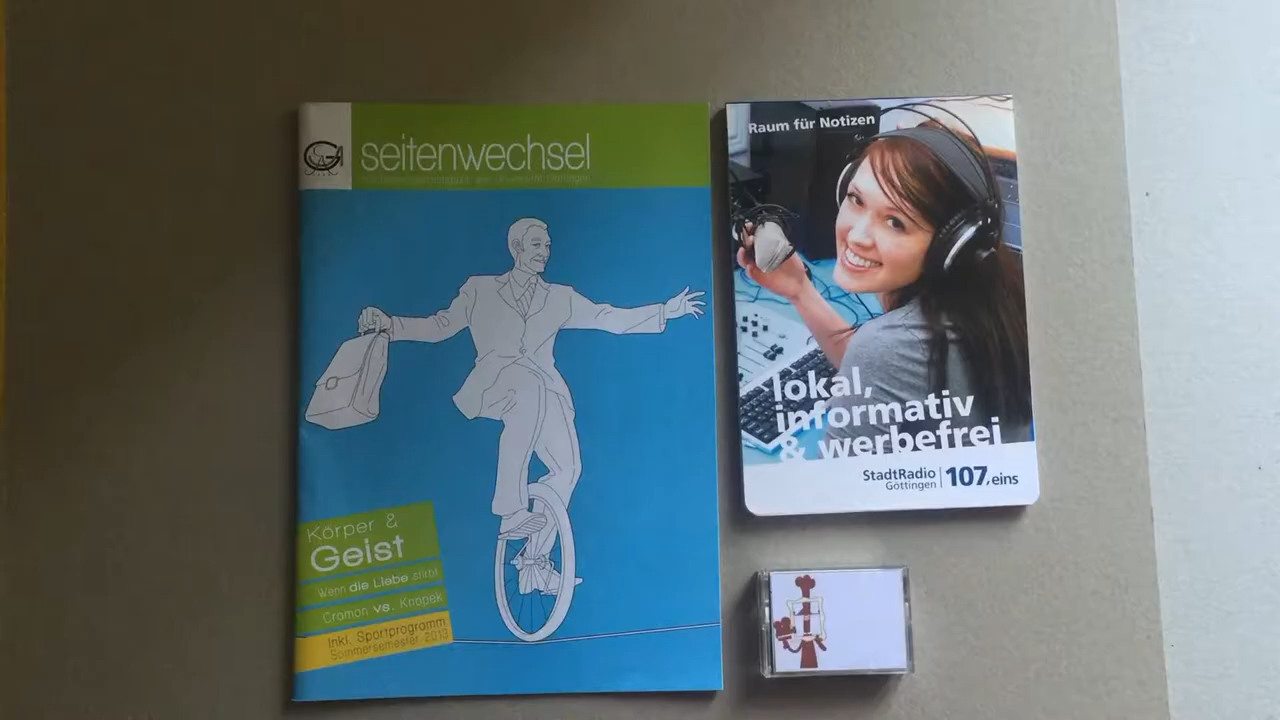 seitenwechsel
Körper &
Geist
Wenn die Liebe stirbt
Cramon vs. Knopek
Inkl. Sportprogramm
Sommersemester 2013
Raum für Notizen
lokal,
informativ
& werbefrei
StadtRadio
Göttingen
107,eins